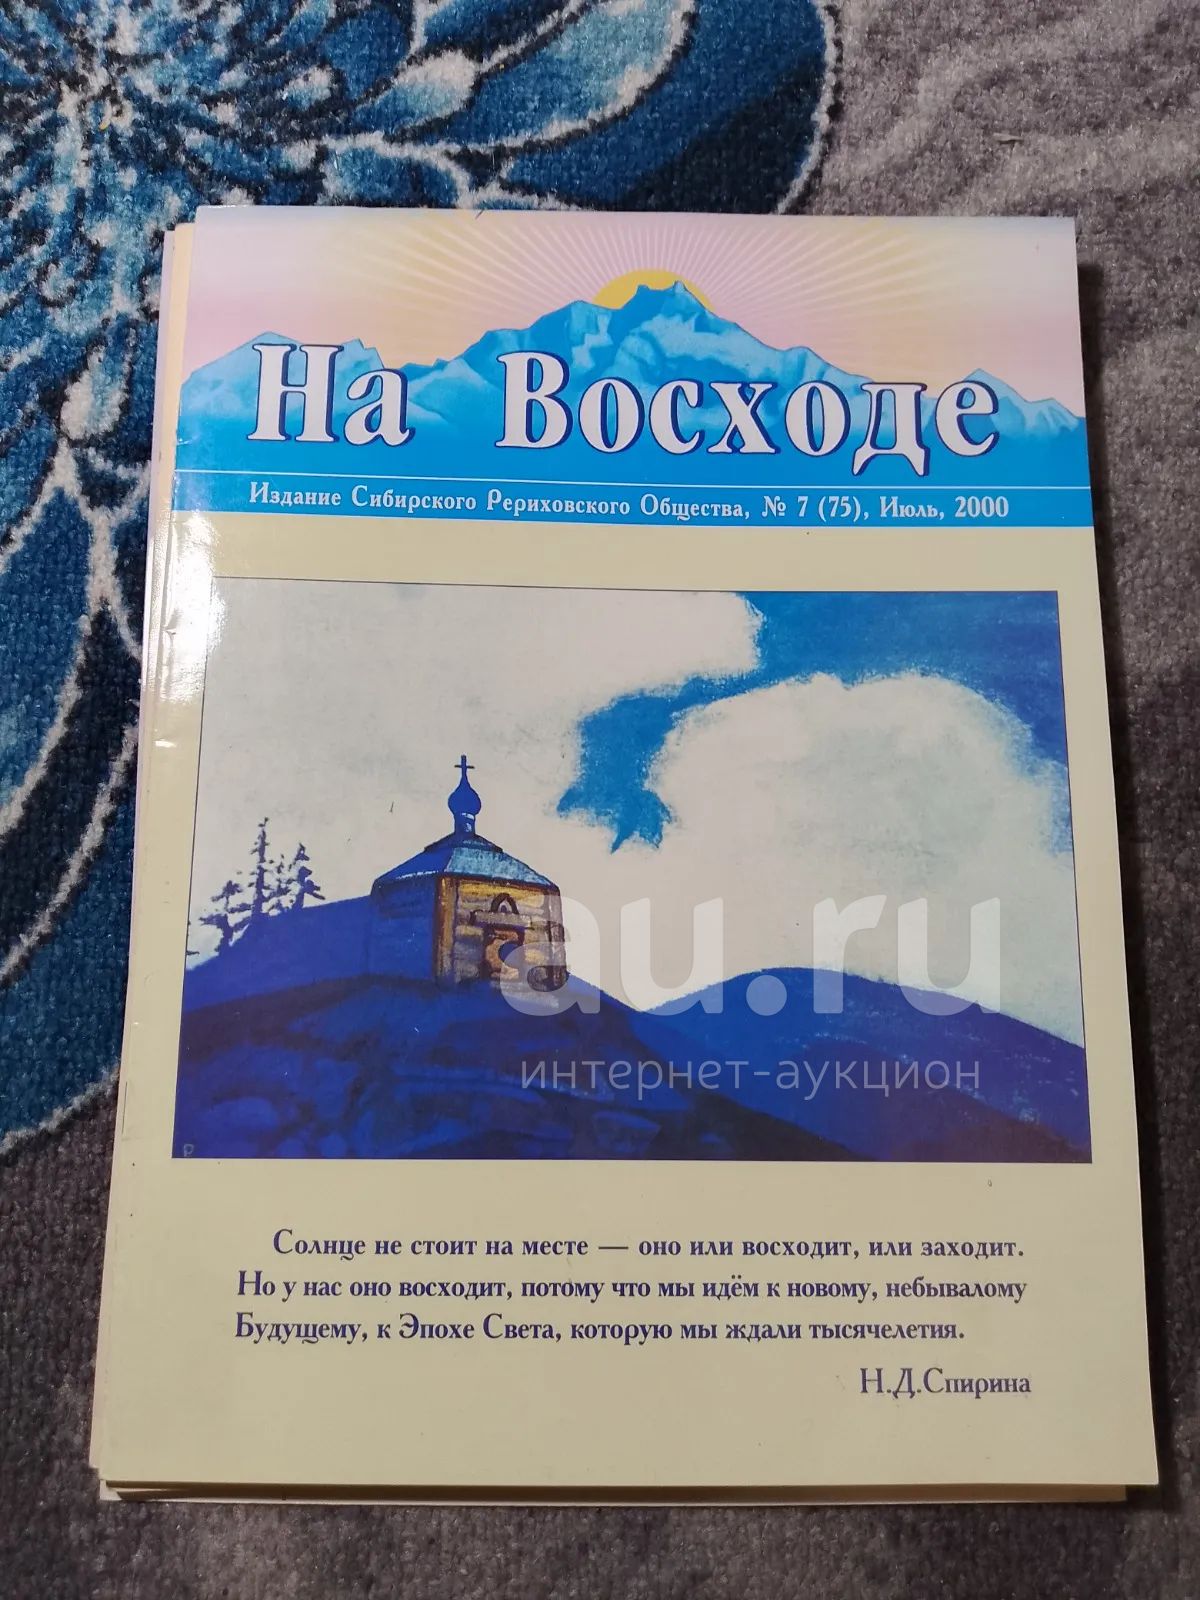 На Восходе
Издание Сибирского Рериховского Общества, № 7 (75), Июль, 2000
au.ru
интернет-аукцион
Солнце не стоит на месте — оно или восходит, или заходит.
Но у нас оно восходит, потому что мы идём к новому, небывалому
Будущему, к Эпохе Света, которую мы ждали тысячелетия.
Н.Д.Спирина